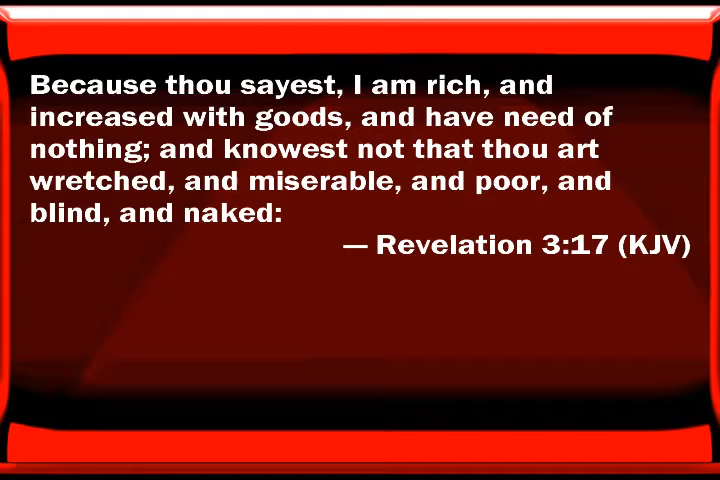 Because thou sayest, I am rich, and
increased with goods, and have need of
nothing; and knowest not that thou art
wretched, and miserable, and poor, and
blind, and naked:
— Revelation 3:17 (KJV)